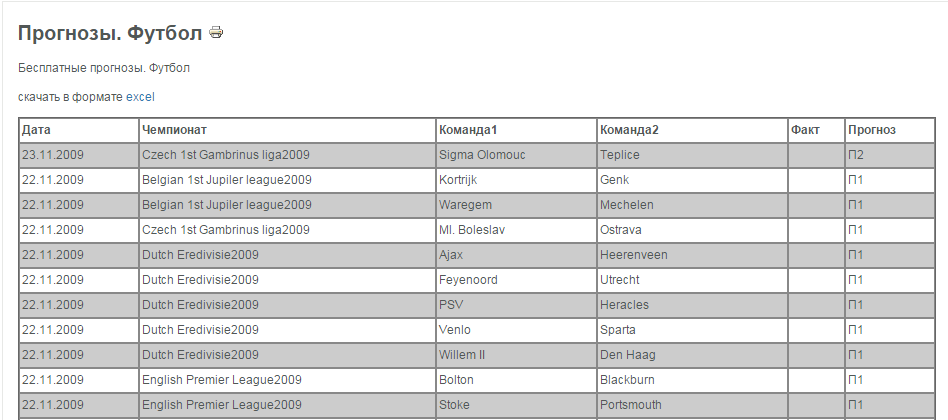 Прогнозы. Футбол
Бесплатные прогнозы. Футбол
скачать в формате excel
Дата Чемпионат Команда1 Команда2 Факт Прогноз
23.11.2009 Czech 1st Gambrinus liga2009 Sigma Olomouc Teplice П2
22.11.2009 Belgian 1st Jupiler league2009 Kortrijk Genk П1
22.11.2009 Belgian 1st Jupiler league2009 Waregem Mechelen П1
22.11.2009 Czech 1st Gambrinus liga2009 Ml. Boleslav Ostrava П1
22.11.2009 Dutch Eredivisie2009 Ajax Heerenveen П1
22.11.2009 Dutch Eredivisie2009 Feyenoord Utrecht П1
22.11.2009 Dutch Eredivisie2009 PSV Heracles П1
22.11.2009 Dutch Eredivisie2009 Venlo Sparta П1
22.11.2009 Dutch Eredivisie2009 Willem II Den Haag П1
22.11.2009 English Premier League2009 Bolton Blackburn П1
22.11.2009 English Premier League2009 Stoke Portsmouth П1